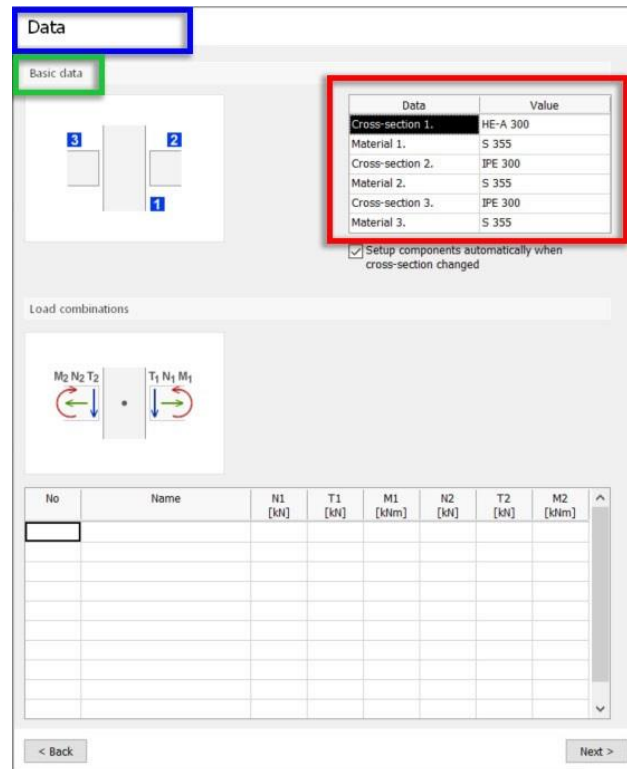 Data
Basic data
3
2
1
Data Value
Cross-section 1. HE-A 300
Material 1. S 355
Cross-section 2. IPE 300
Material 2. S 355
Cross-section 3. IPE 300
Material 3. S 355
Setup components automatically when
cross-section changed
Load combinations
M2 N2 T2 T1 N1 M1
No Name N1 T1 M1 N2 T2 M2
[kN] [kN] [kNm] [kN] [kN] [kNm]
< Back Next >